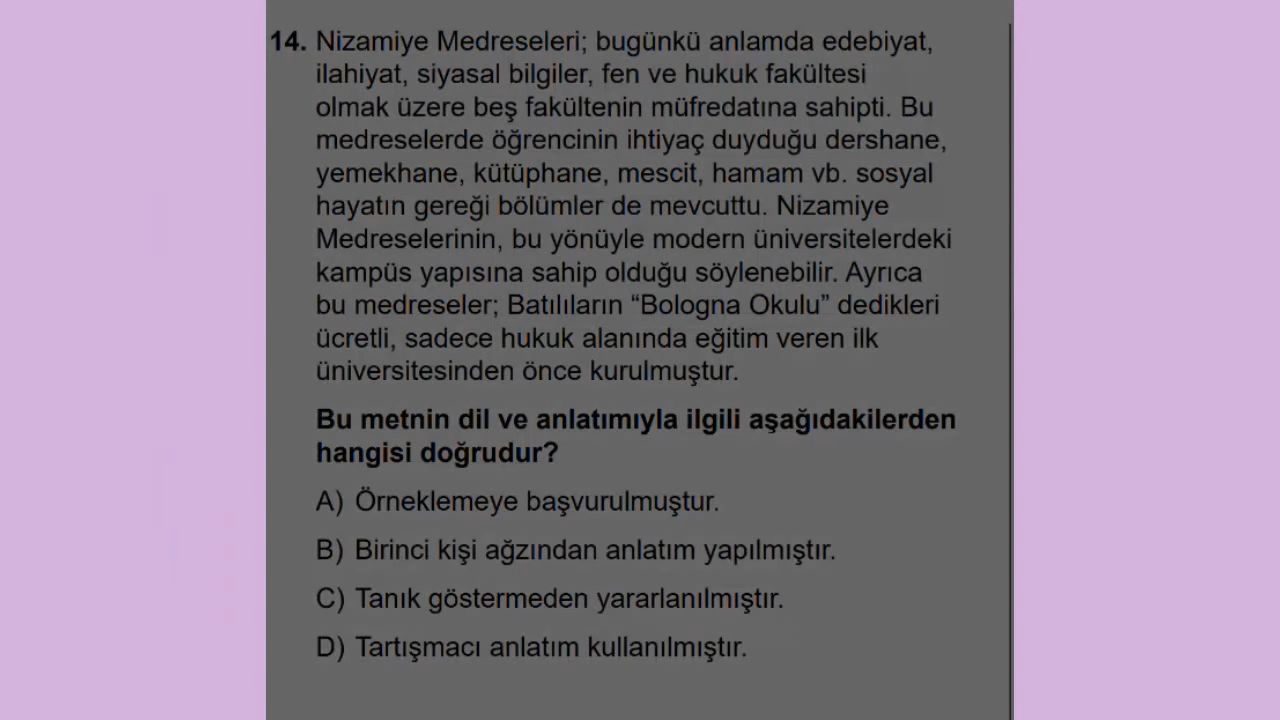 14. Nizamiye Medreseleri; bugünkü anlamda edebiyat,
ilahiyat, siyasal bilgiler, fen ve hukuk fakültesi
olmak üzere beş fakültenin müfredatına sahipti. Bu
medreselerde öğrencinin ihtiyaç duyduğu dershane,
yemekhane, kütüphane, mescit, hamam vb. sosyal
hayatın gereği bölümler de mevcuttu. Nizamiye
Medreselerinin, bu yönüyle modern üniversitelerdeki
kampüs yapısına sahip olduğu söylenebilir. Ayrıca
bu medreseler; Batılıların “Bologna Okulu” dedikleri
ücretli, sadece hukuk alanında eğitim veren ilk
üniversitesinden önce kurulmuştur.
Bu metnin dil ve anlatımıyla ilgili aşağıdakilerden
hangisi doğrudur?
A) Örneklemeye başvurulmuştur.
B) Birinci kişi ağzından anlatım yapılmıştır.
C) Tanık göstermeden yararlanılmıştır.
D) Tartışmacı anlatım kullanılmıştır.